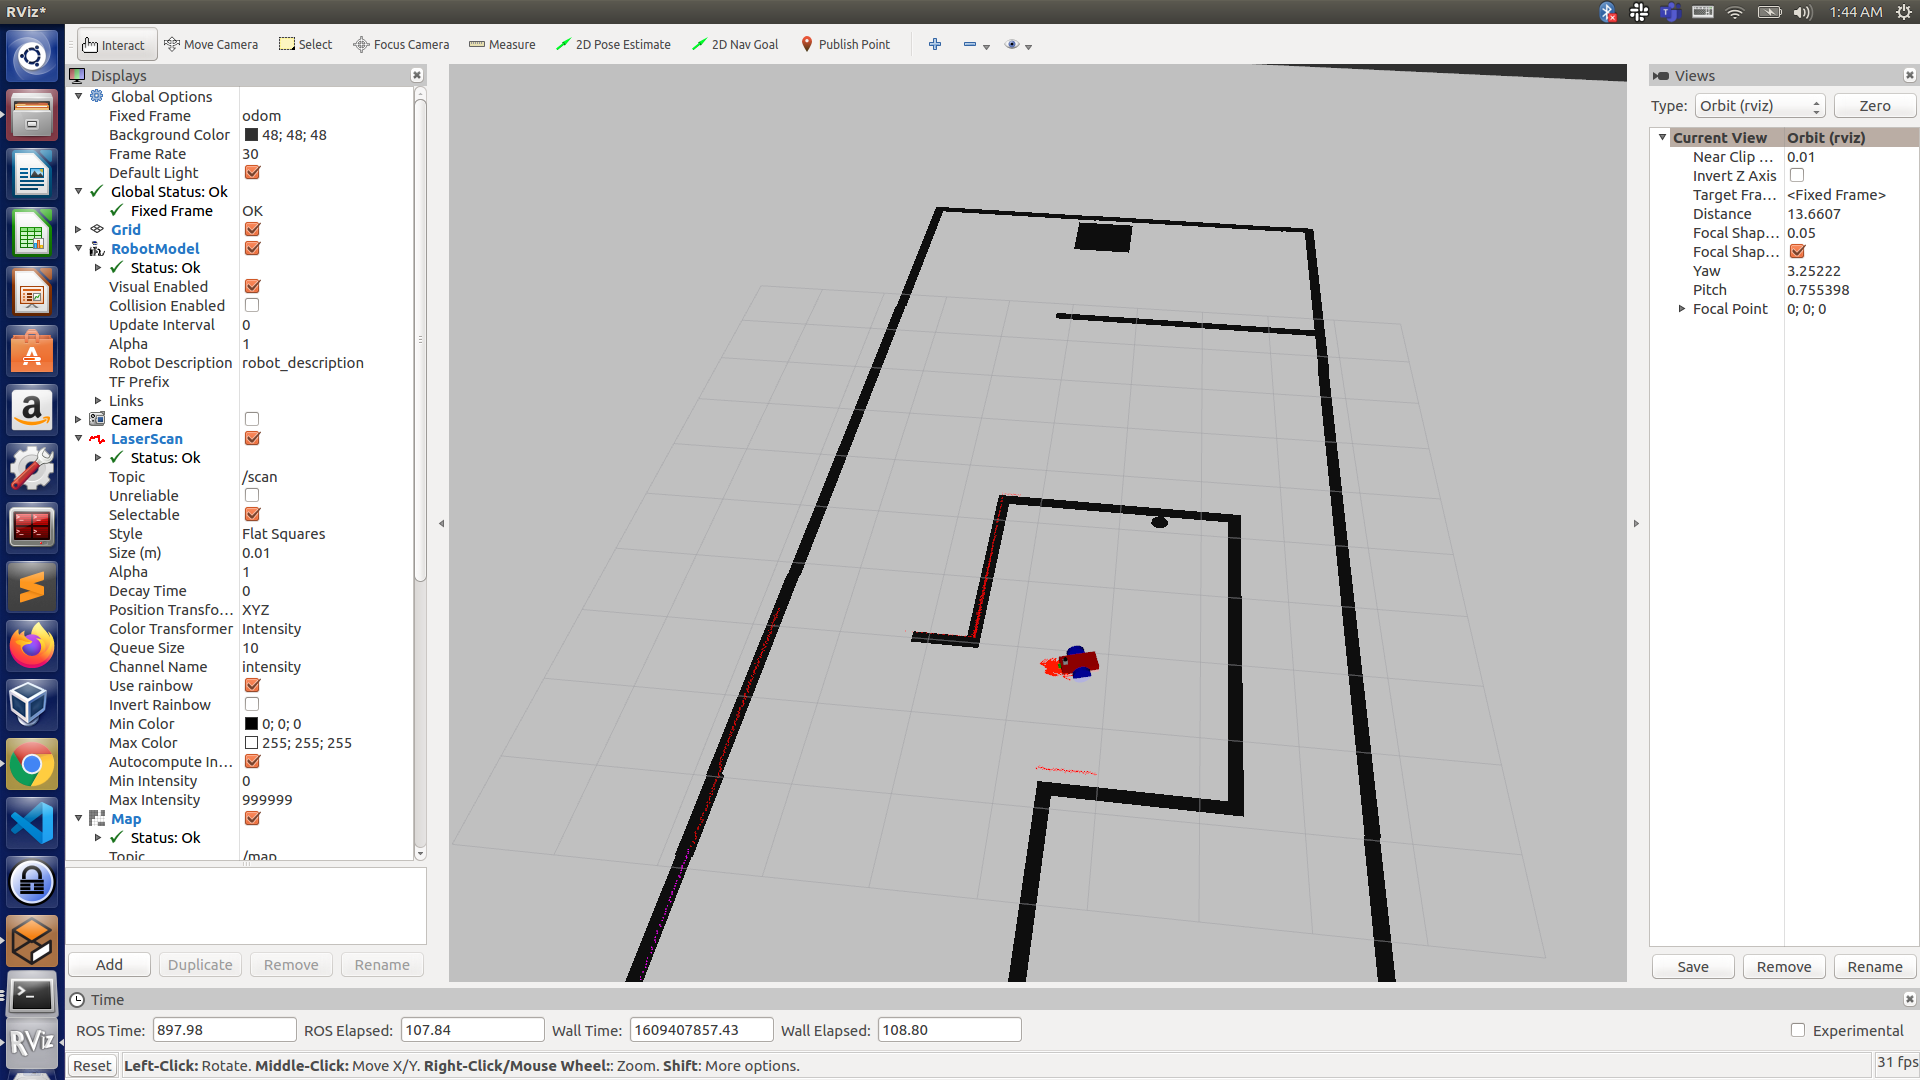 RViz*
1:44 AM
Interact Move Camera Select Focus Camera Measure 2D Pose Estimate 2D Nav Goal Publish Point
Displays
Global Options
Fixed Frame odom
Background Color 48; 48; 48
Frame Rate 30
Default Light
Global Status: Ok
Fixed Frame OK
Grid
RobotModel
Status: Ok
Visual Enabled
Collision Enabled
Update Interval 0
Alpha 1
Robot Description robot_description
TF Prefix
Links
Camera
LaserScan
Status: Ok
Topic /scan
Unreliable
Selectable
Style Flat Squares
Size (m) 0.01
Alpha 1
Decay Time 0
Position Transfo... XYZ
Color Transformer Intensity
Queue Size 10
Channel Name intensity
Use rainbow
Invert Rainbow
Min Color 0; 0; 0
Max Color 255; 255; 255
Autocompute In...
Min Intensity 0
Max Intensity 999999
Map
Status: Ok
Topic /map
Add Duplicate Remove Rename
Views
Type: Orbit (rviz) Zero
Current View Orbit (rviz)
Near Clip ... 0.01
Invert Z Axis
Target Fra... <Fixed Frame>
Distance 13.6607
Focal Shap... 0.05
Focal Shap...
Yaw 3.25222
Pitch 0.755398
Focal Point 0; 0; 0
Save Remove Rename
Time
ROS Time: 897.98 ROS Elapsed: 107.84 Wall Time: 1609407857.43 Wall Elapsed: 108.80 Experimental
Reset Left-Click: Rotate. Middle-Click: Move X/Y. Right-Click/Mouse Wheel:: Zoom. Shift: More options. 31 fps
RViz